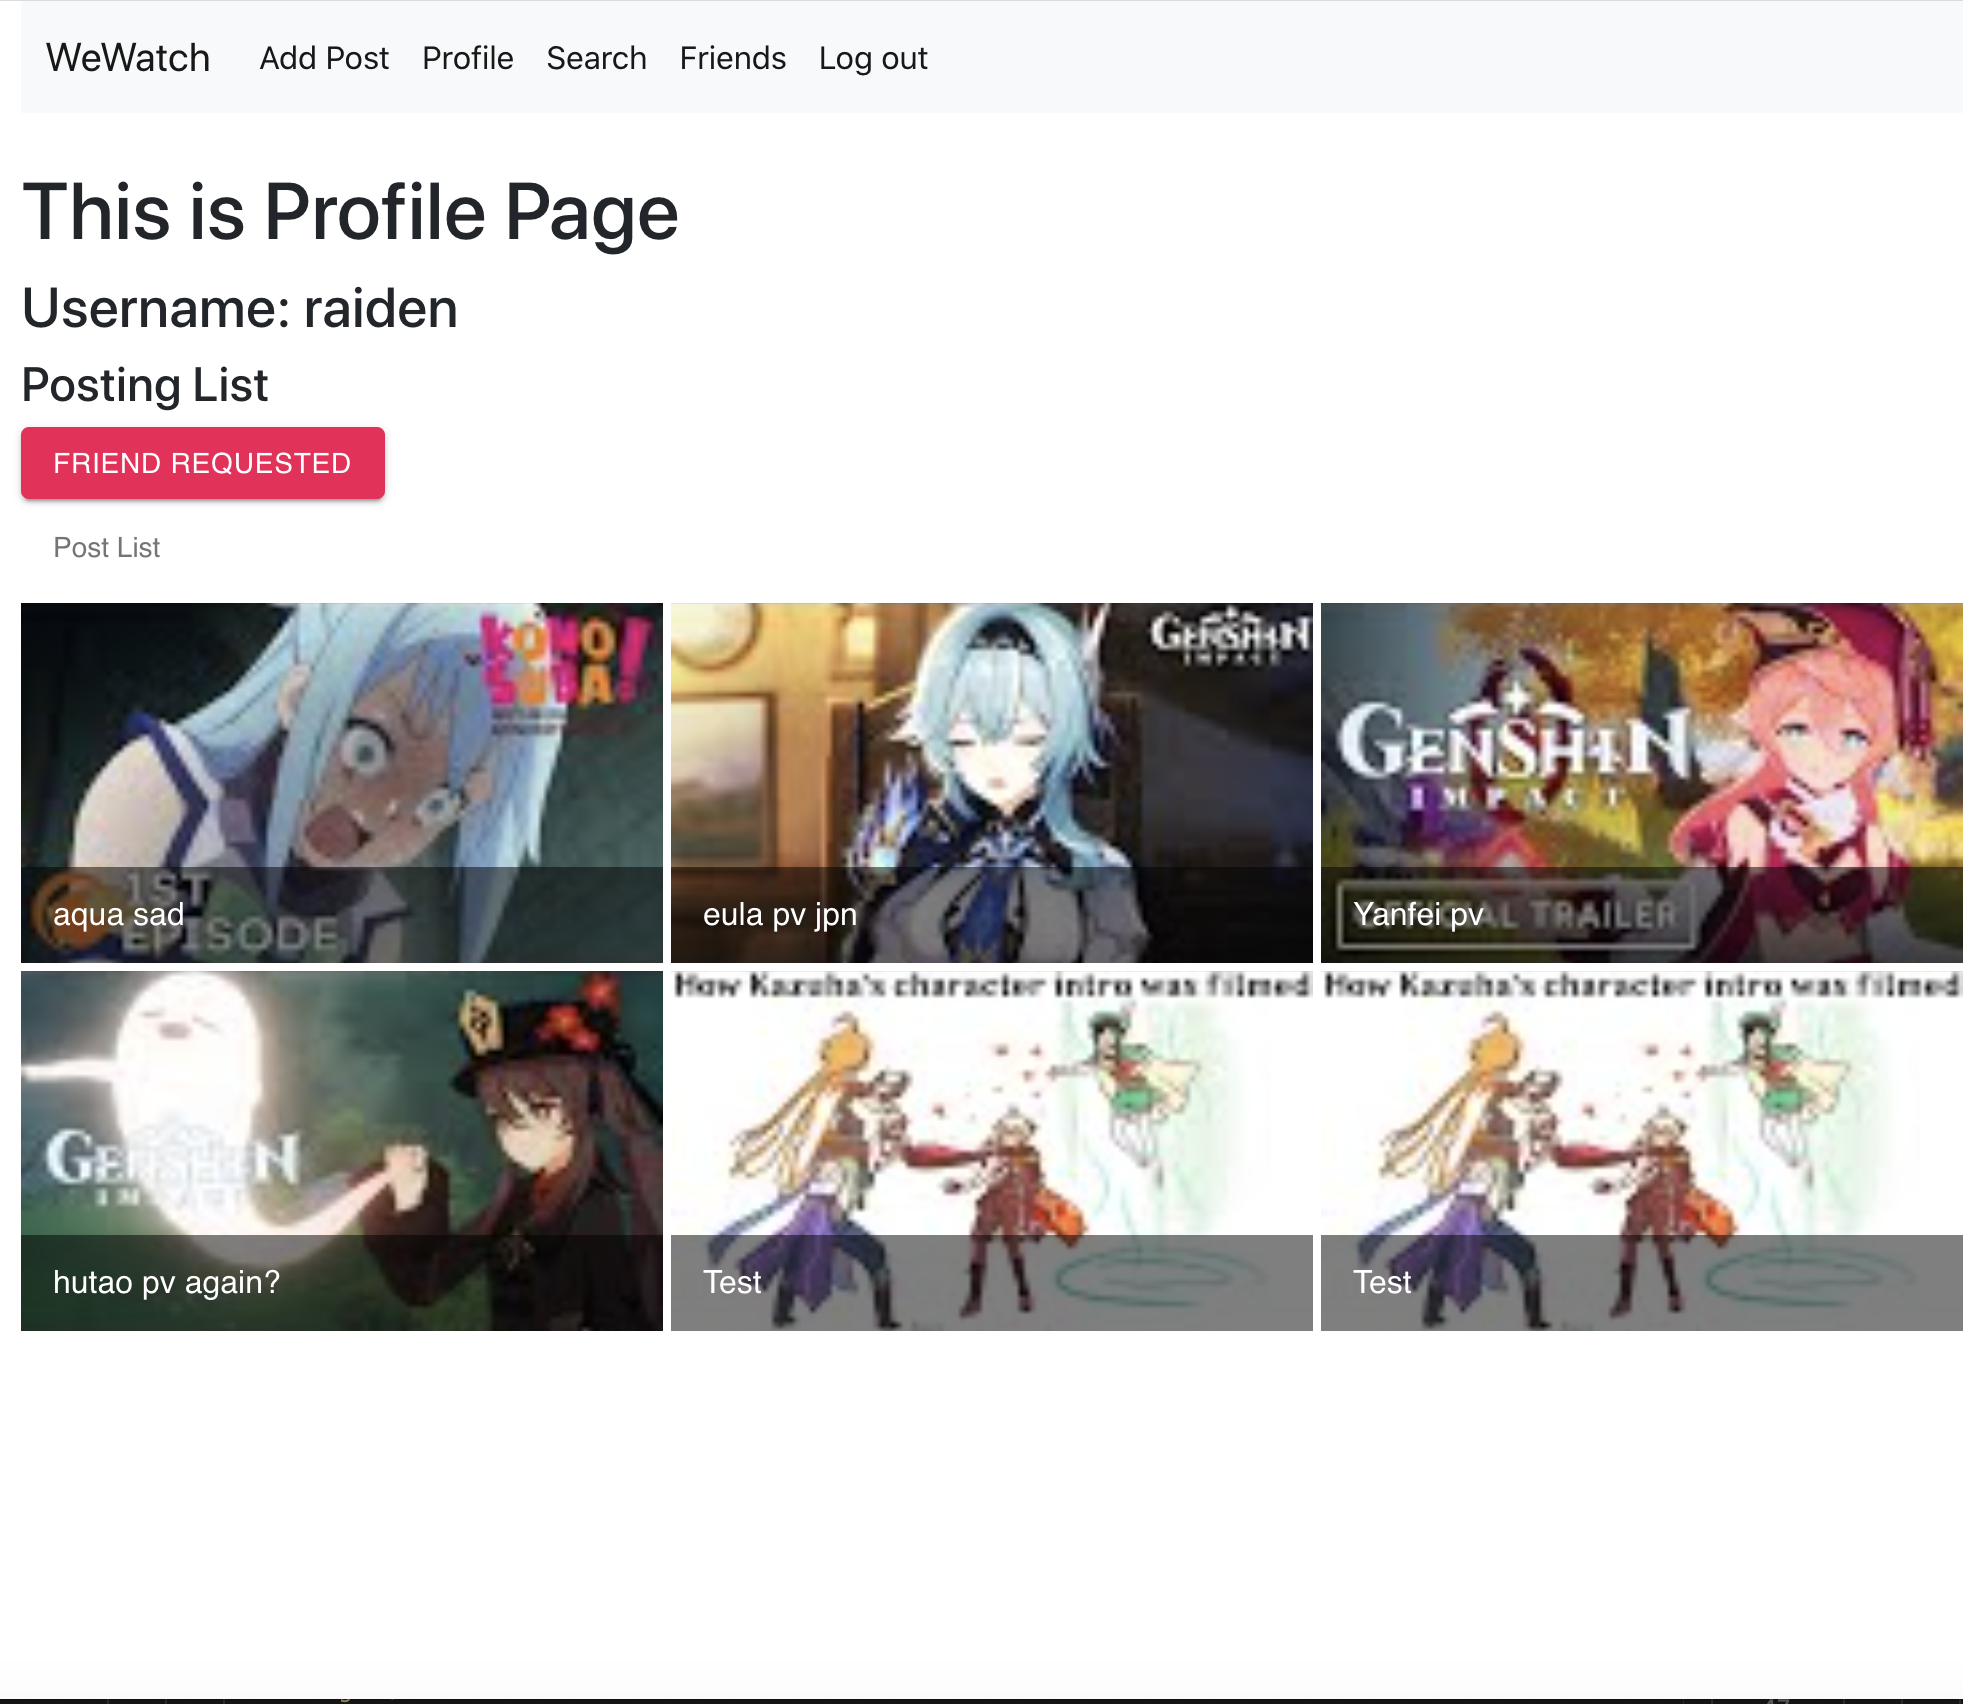 WeWatch Add Post Profile Search Friends Log out
This is Profile Page
Username: raiden
Posting List
FRIEND REQUESTED
Post List
KONO SUBA!
1ST EPISODE
aqua sad
GENSHIN
IMPACT
eula pv jpn
GENSHIN
IMPACT
Yanfei pv
TRAILER
GENSHIN
IMPACT
hutao pv again?
How Kazuha's character intro was filmed
Test
How Kazuha's character intro was filmed
Test